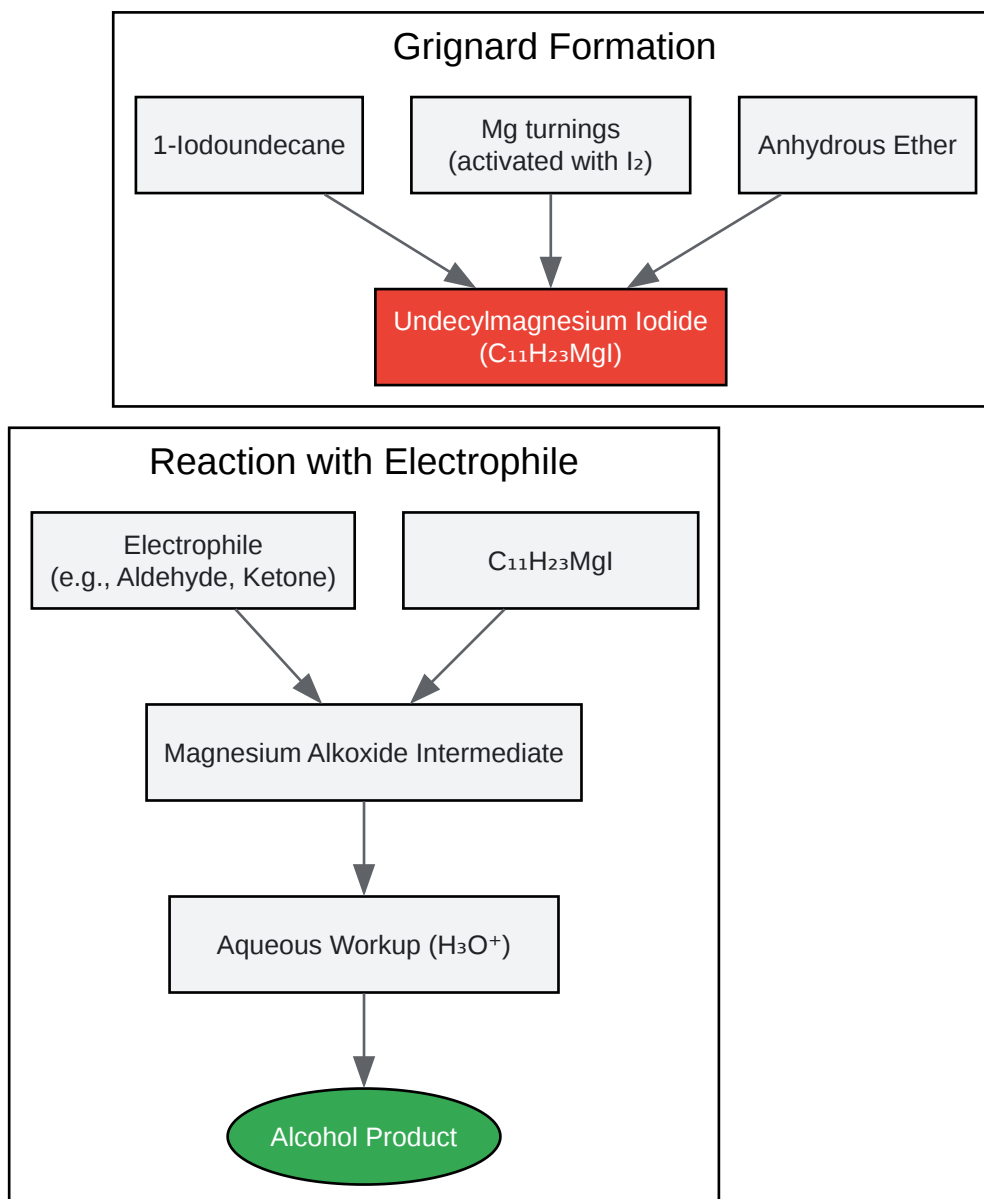 Grignard Formation
1-Iodoundecane
Mg turnings
(activated with I₂)
Anhydrous Ether
Undecylmagnesium Iodide
(C₁₁H₂₃MgI)
Reaction with Electrophile
Electrophile
(e.g., Aldehyde, Ketone)
C₁₁H₂₃MgI
Magnesium Alkoxide Intermediate
Aqueous Workup (H₃O⁺)
Alcohol Product